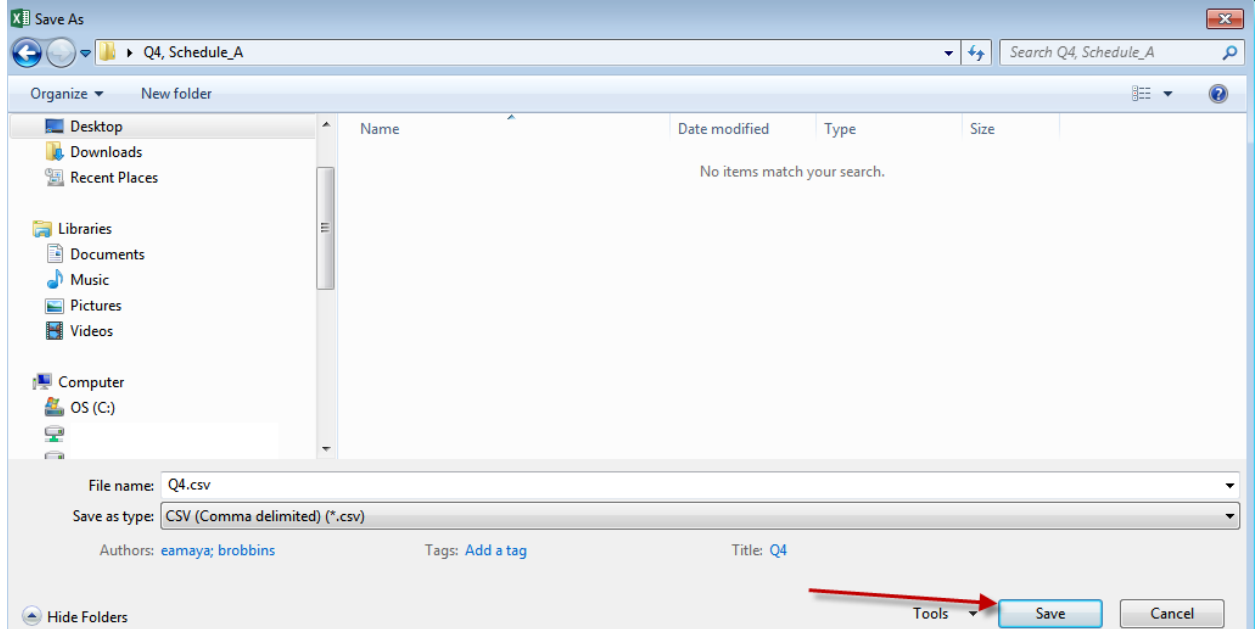 Save As
Q4, Schedule_A
Search Q4, Schedule_A
Organize
New folder
Desktop
Downloads
Recent Places
Libraries
Documents
Music
Pictures
Videos
Computer
OS (C:)
Name Date modified Type Size
No items match your search.
File name: Q4.csv
Save as type: CSV (Comma delimited) (*.csv)
Authors: eamaya; brobbins Tags: Add a tag Title: Q4
Hide Folders Tools Save Cancel